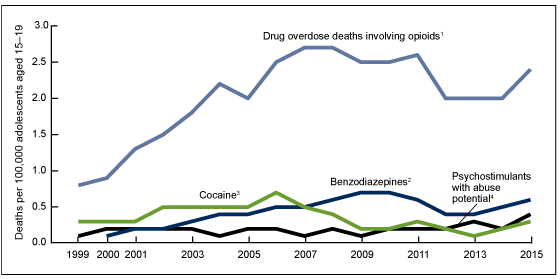 Deaths per 100,000 adolescents aged 15–19
3.0
2.5
2.0
1.5
1.0
0.5
0.0
Drug overdose deaths involving opioids¹
Benzodiazepines²
Cocaine³
Psychostimulants
with abuse
potential⁴
1999 2000 2001 2003 2005 2007 2009 2011 2013 2015